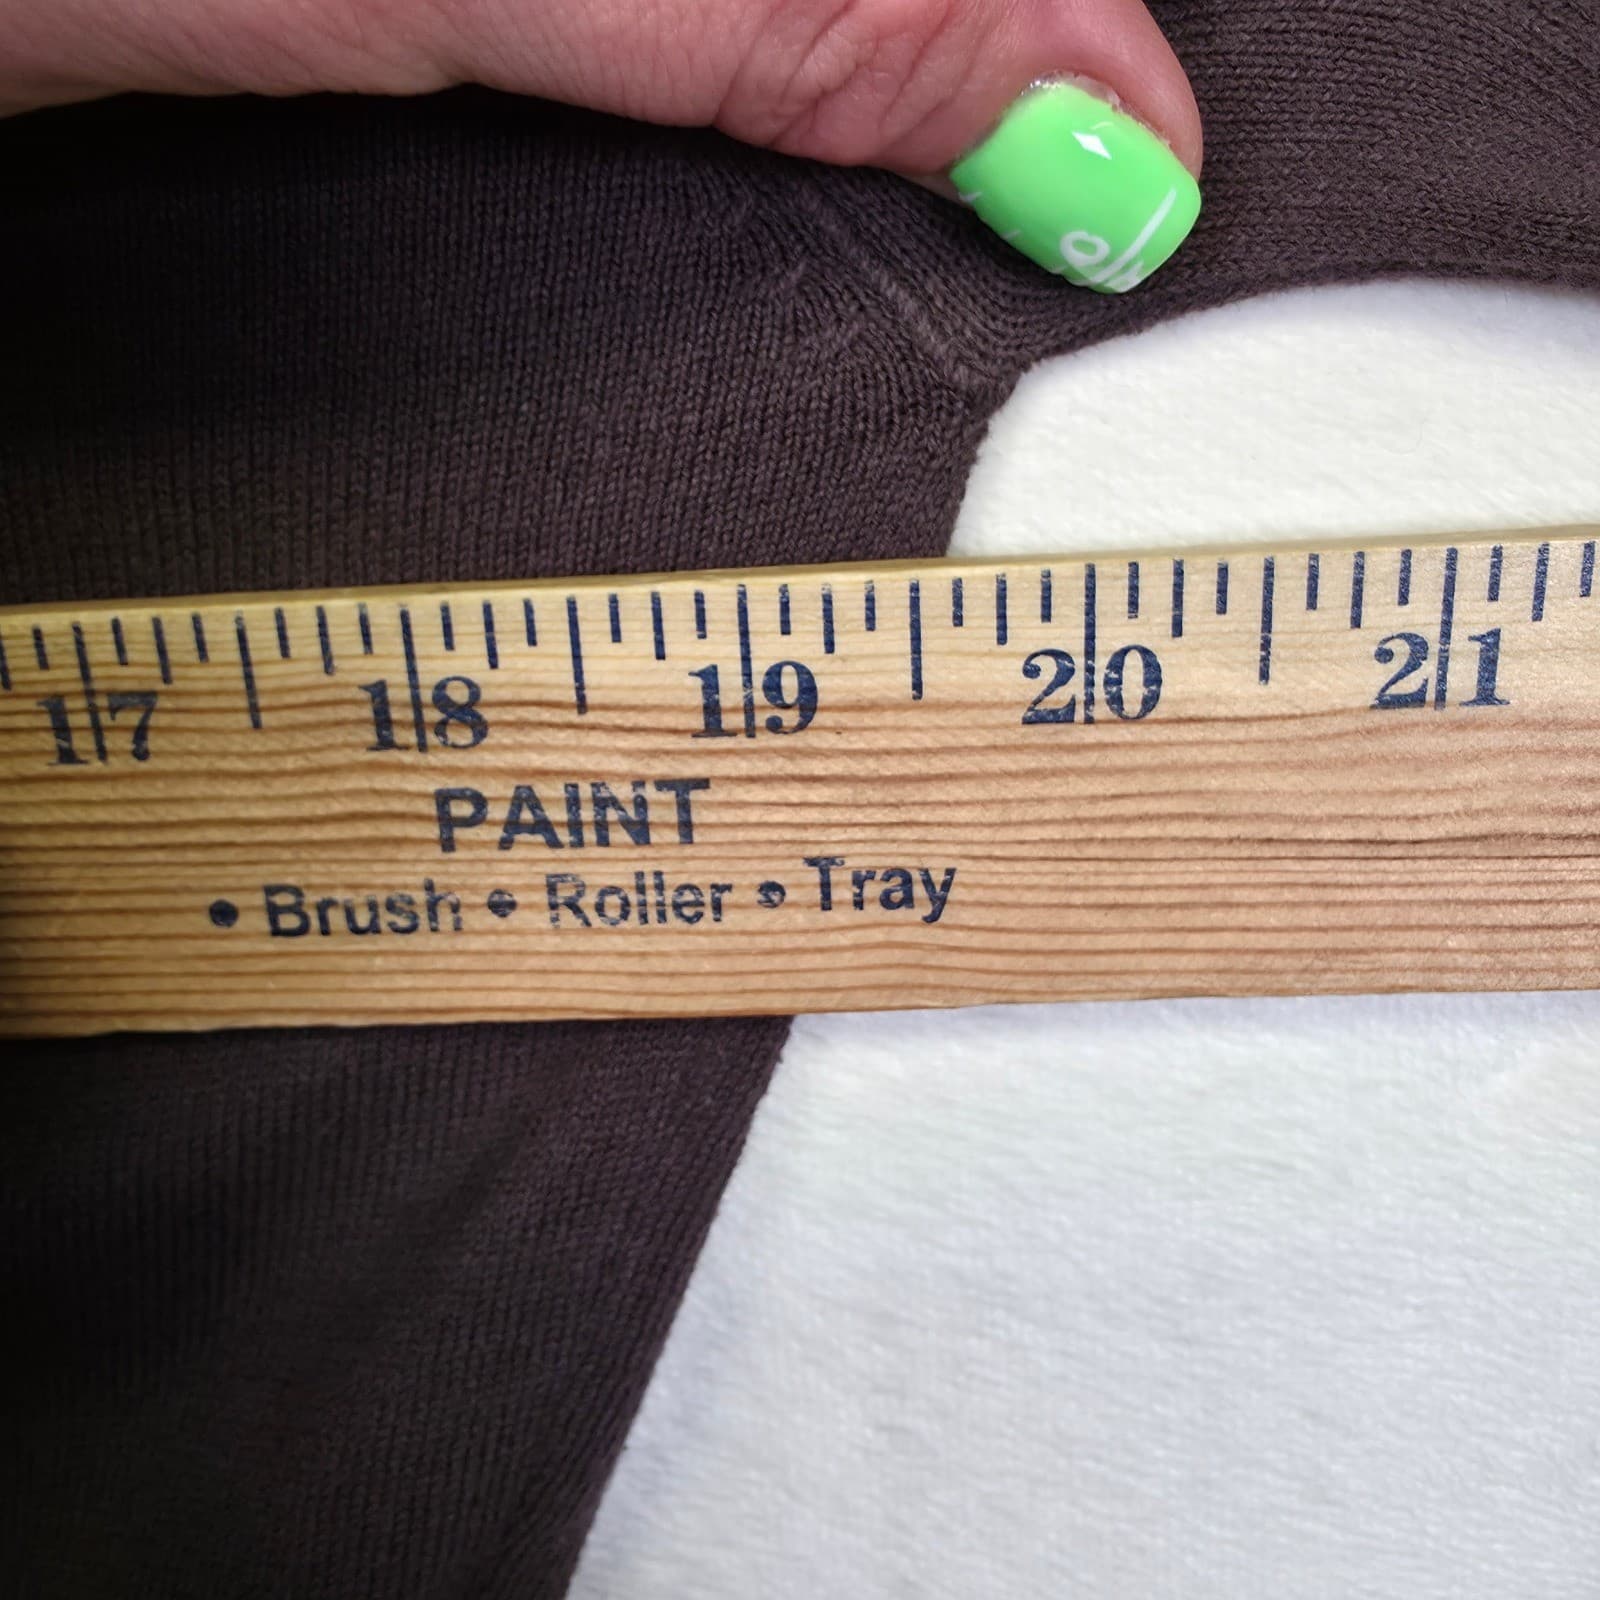 17 18 19 20 21
PAINT
• Brush • Roller • Tray